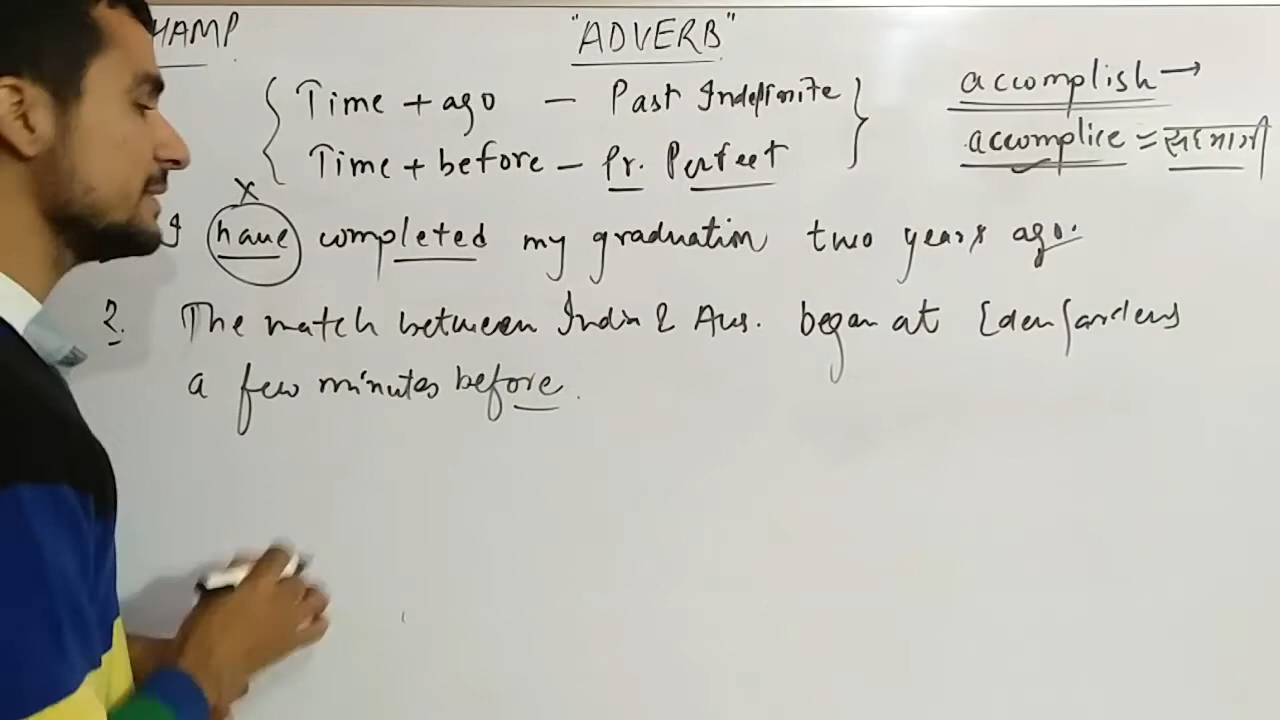 HAMP
"ADVERB"
Time + ago — Past Indefinite
Time + before — Pr. Perfect
accomplish →
accomplice = सहभागी
X
I have completed my graduation two years ago.
2. The match between India & Aus. began at Eden Gardens
a few minutes before.